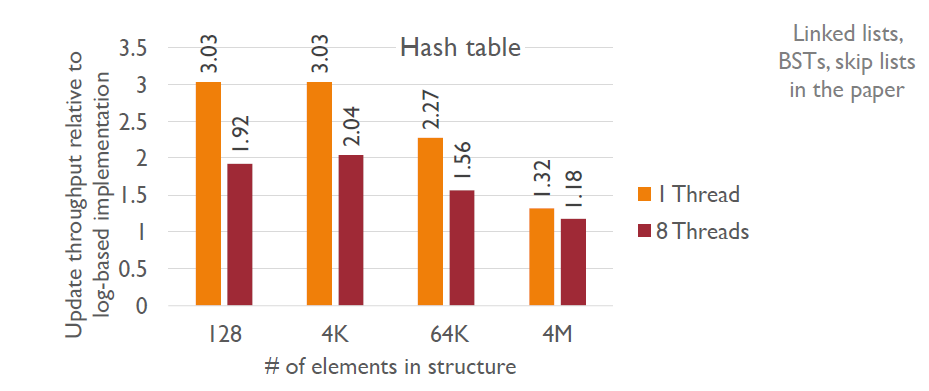 Hash table
Linked lists,
BSTs, skip lists
in the paper
Update throughput relative to
log-based implementation
3.5
3
2.5
2
1.5
1
0.5
0
3.03
1.92
3.03
2.04
2.27
1.56
1.32
1.18
128
4K
64K
4M
# of elements in structure
1 Thread
8 Threads